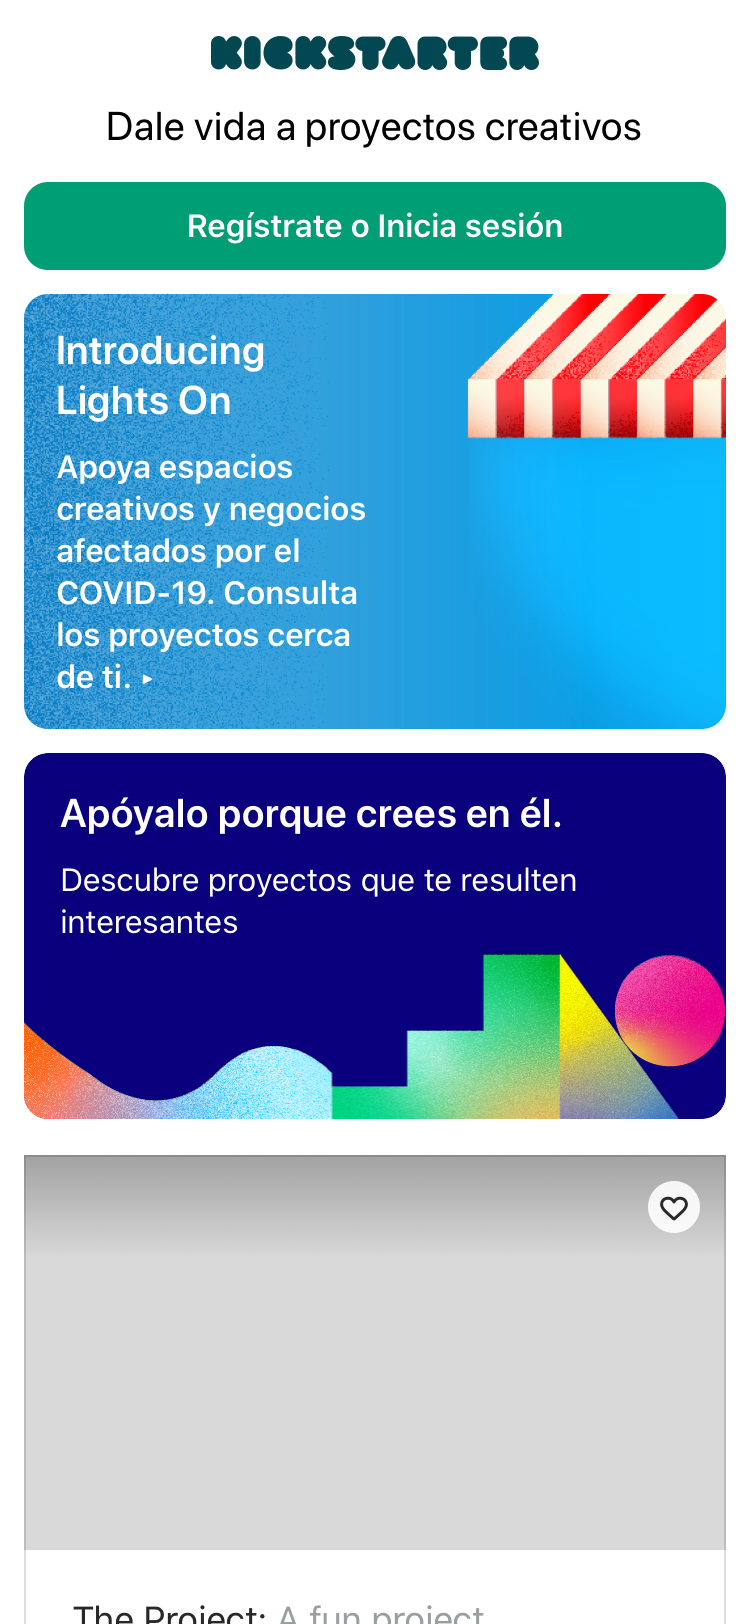 KICKSTARTER
Dale vida a proyectos creativos
Regístrate o Inicia sesión
Introducing
Lights On
Apoya espacios
creativos y negocios
afectados por el
COVID-19. Consulta
los proyectos cerca
de ti. ▸
Apóyalo porque crees en él.
Descubre proyectos que te resulten
interesantes
The Project: A fun project